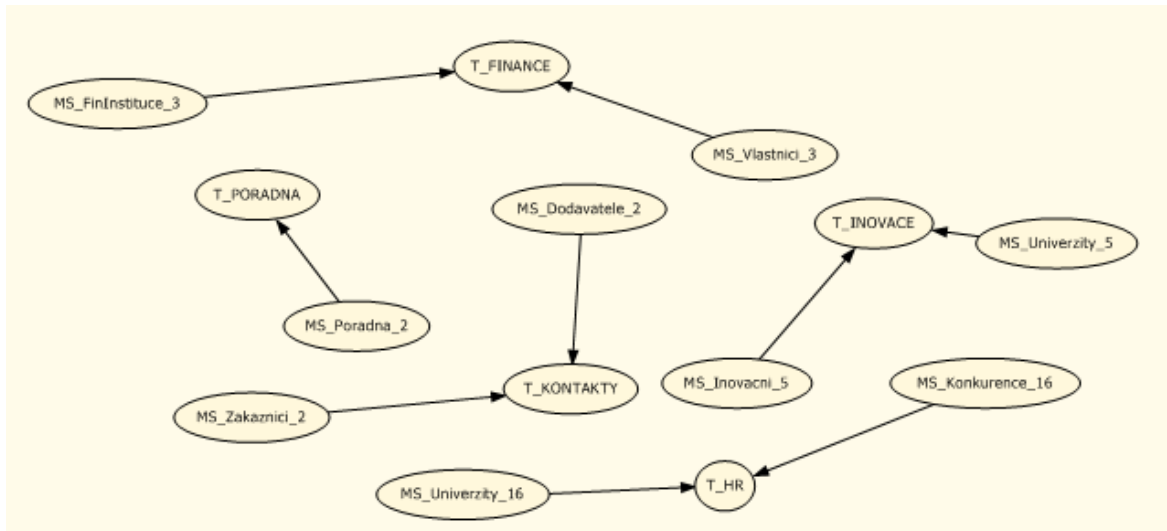 T_FINANCE
MS_FinInstituce_3
MS_Vlastnici_3
T_PORADNA
MS_Dodavatele_2
T_INOVACE
MS_Univerzity_5
MS_Poradna_2
MS_Inovacni_5
MS_Konkurence_16
T_KONTAKTY
MS_Zakaznici_2
T_HR
MS_Univerzity_16